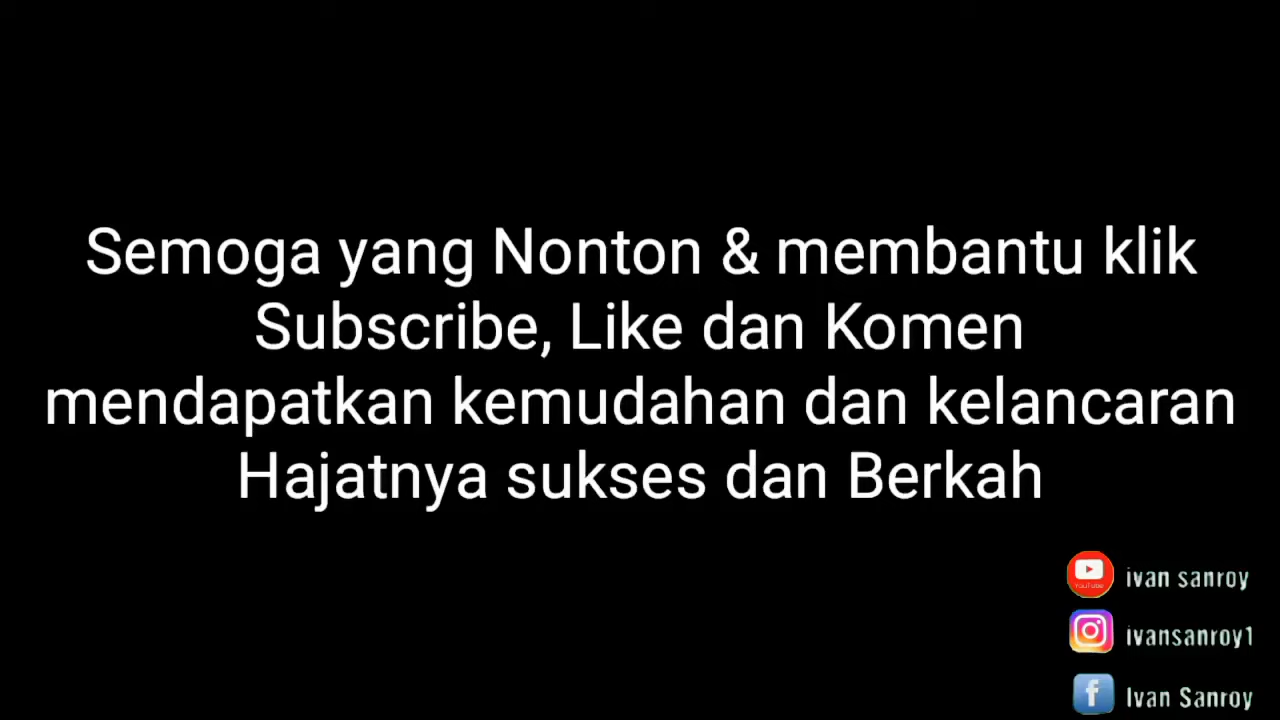 Semoga yang Nonton & membantu klik
Subscribe, Like dan Komen
mendapatkan kemudahan dan kelancaran
Hajatnya sukses dan Berkah
YouTube
ivan sanroy
ivansanroy1
Ivan Sanroy